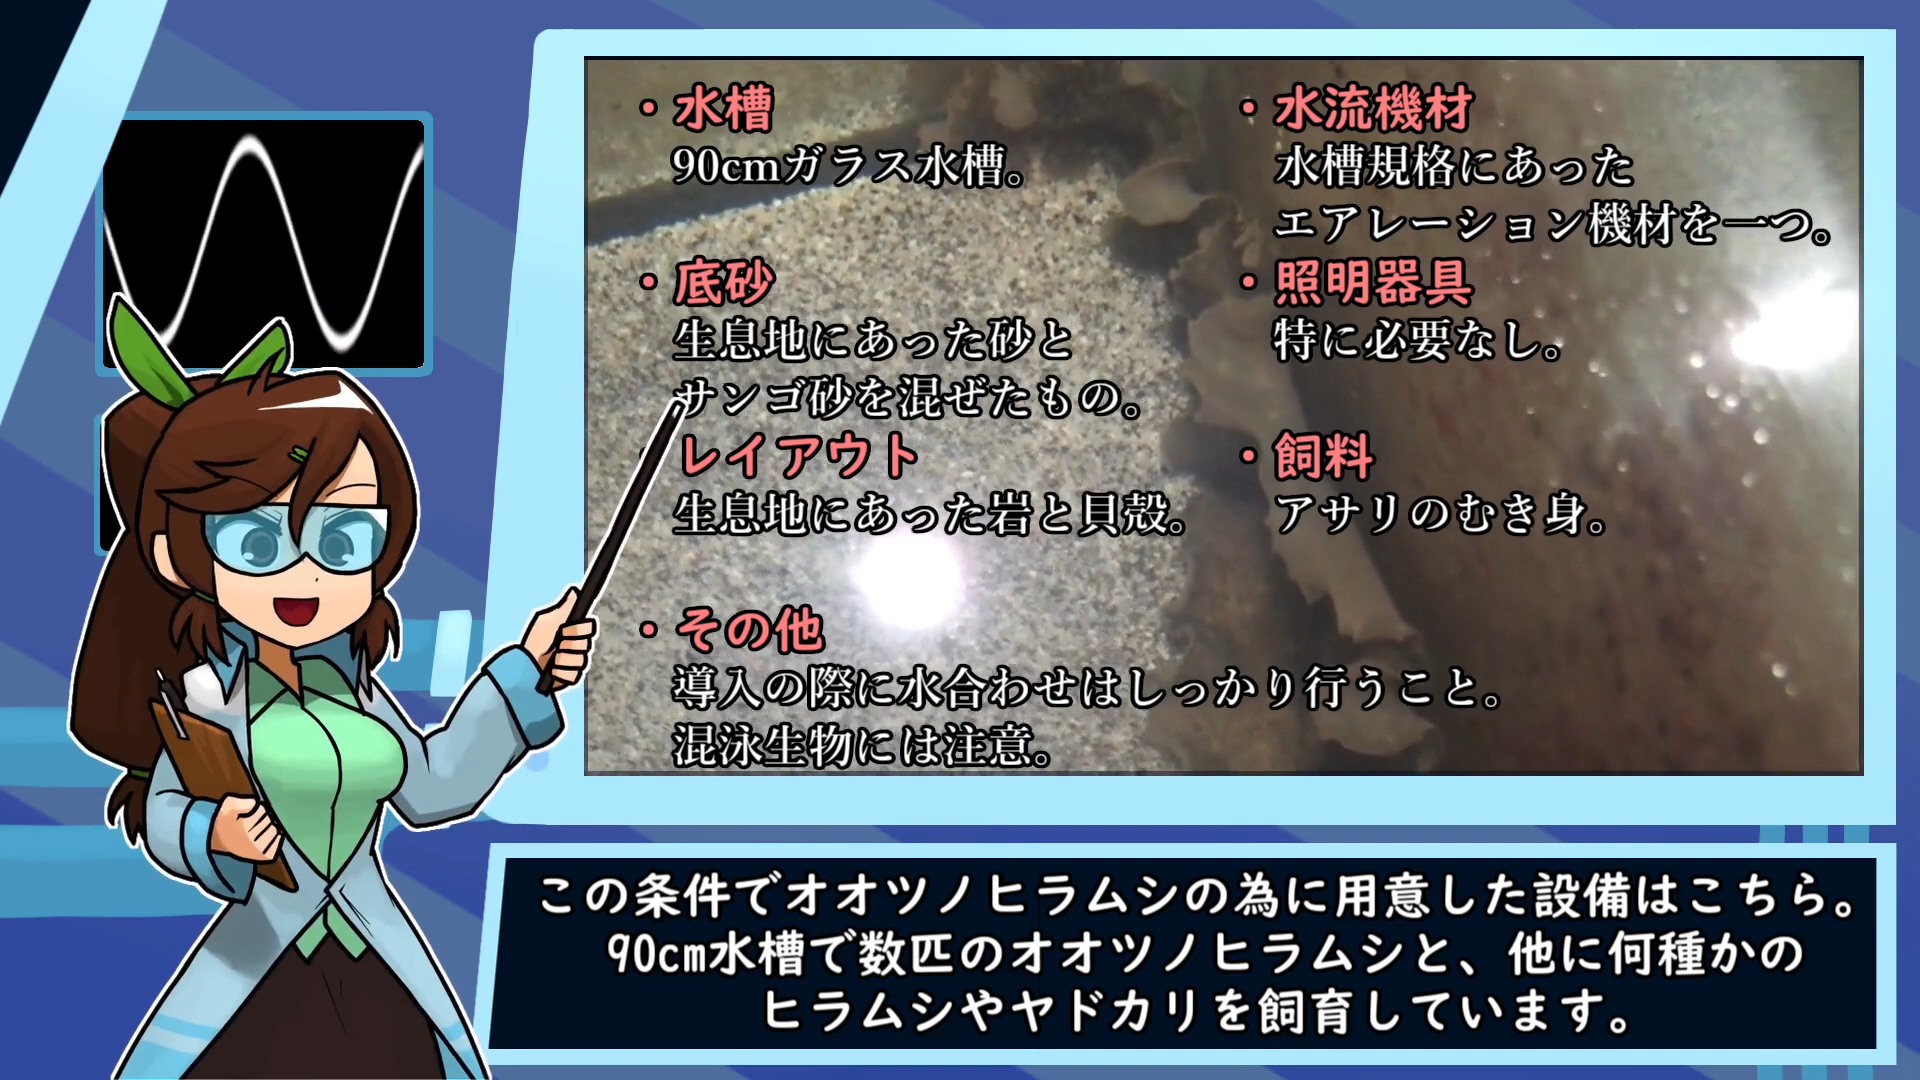 ・水槽
90cmガラス水槽。
・底砂
生息地にあった砂と
サンゴ砂を混ぜたもの。
・レイアウト
生息地にあった岩と貝殻。
・水流機材
水槽規格にあった
エアレーション機材を一つ。
・照明器具
特に必要なし。
・飼料
アサリのむき身。
・その他
導入の際に水合わせはしっかり行うこと。
混泳生物には注意。
この条件でオオツノヒラムシの為に用意した設備はこちら。
90cm水槽で数匹のオオツノヒラムシと、他に何種かの
ヒラムシやヤドカリを飼育しています。